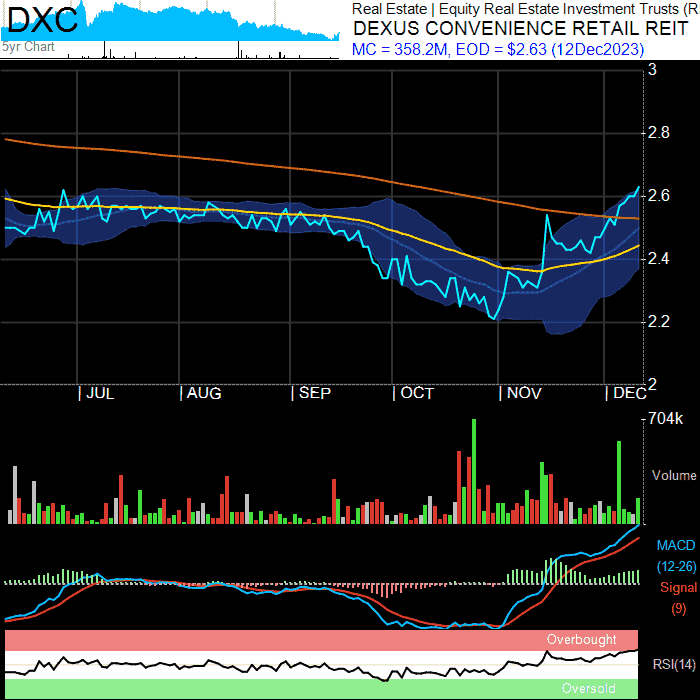 DXC
5yr Chart
Real Estate | Equity Real Estate Investment Trusts (R
DEXUS CONVENIENCE RETAIL REIT
MC = 358.2M, EOD = $2.63 (12Dec2023)
3
2.8
2.6
2.4
2.2
2
| JUL | AUG | SEP | OCT | NOV | DEC
704k
Volume
MACD
(12-26)
Signal
(9)
Overbought
RSI(14)
Oversold